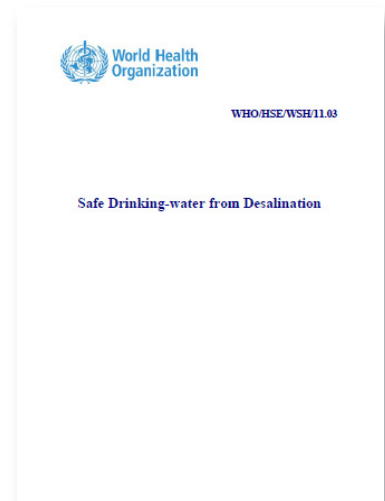 World Health
Organization
WHO/HSE/WSH/11.03
Safe Drinking-water from Desalination